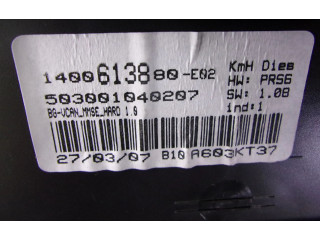 1400613880-E02 KmH Dies
HW: PRS6
503001040207 SW: 1.08
BG-VCAN_MMSE_HARD 1.0 ind:1
27/03/07 B10 A603KT37